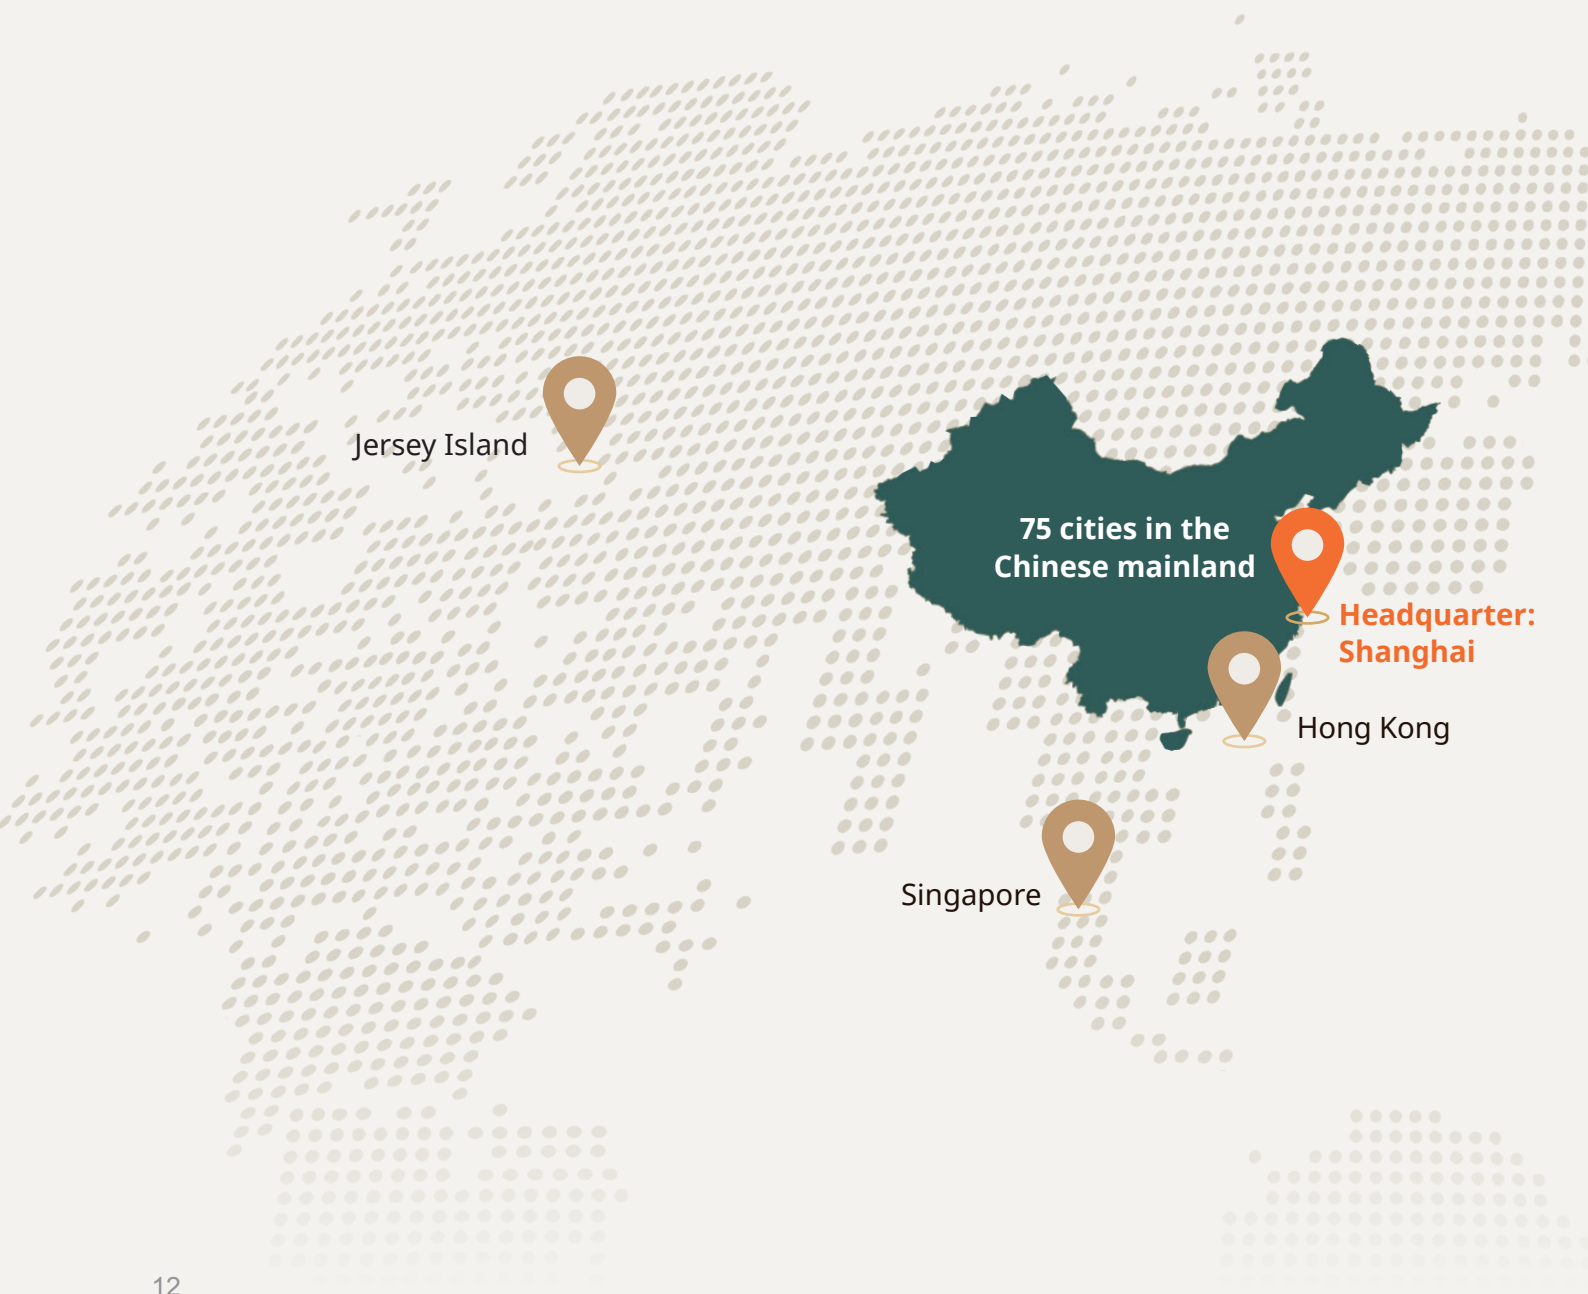 Jersey Island
75 cities in the
Chinese mainland
Headquarter:
Shanghai
Hong Kong
Singapore
12